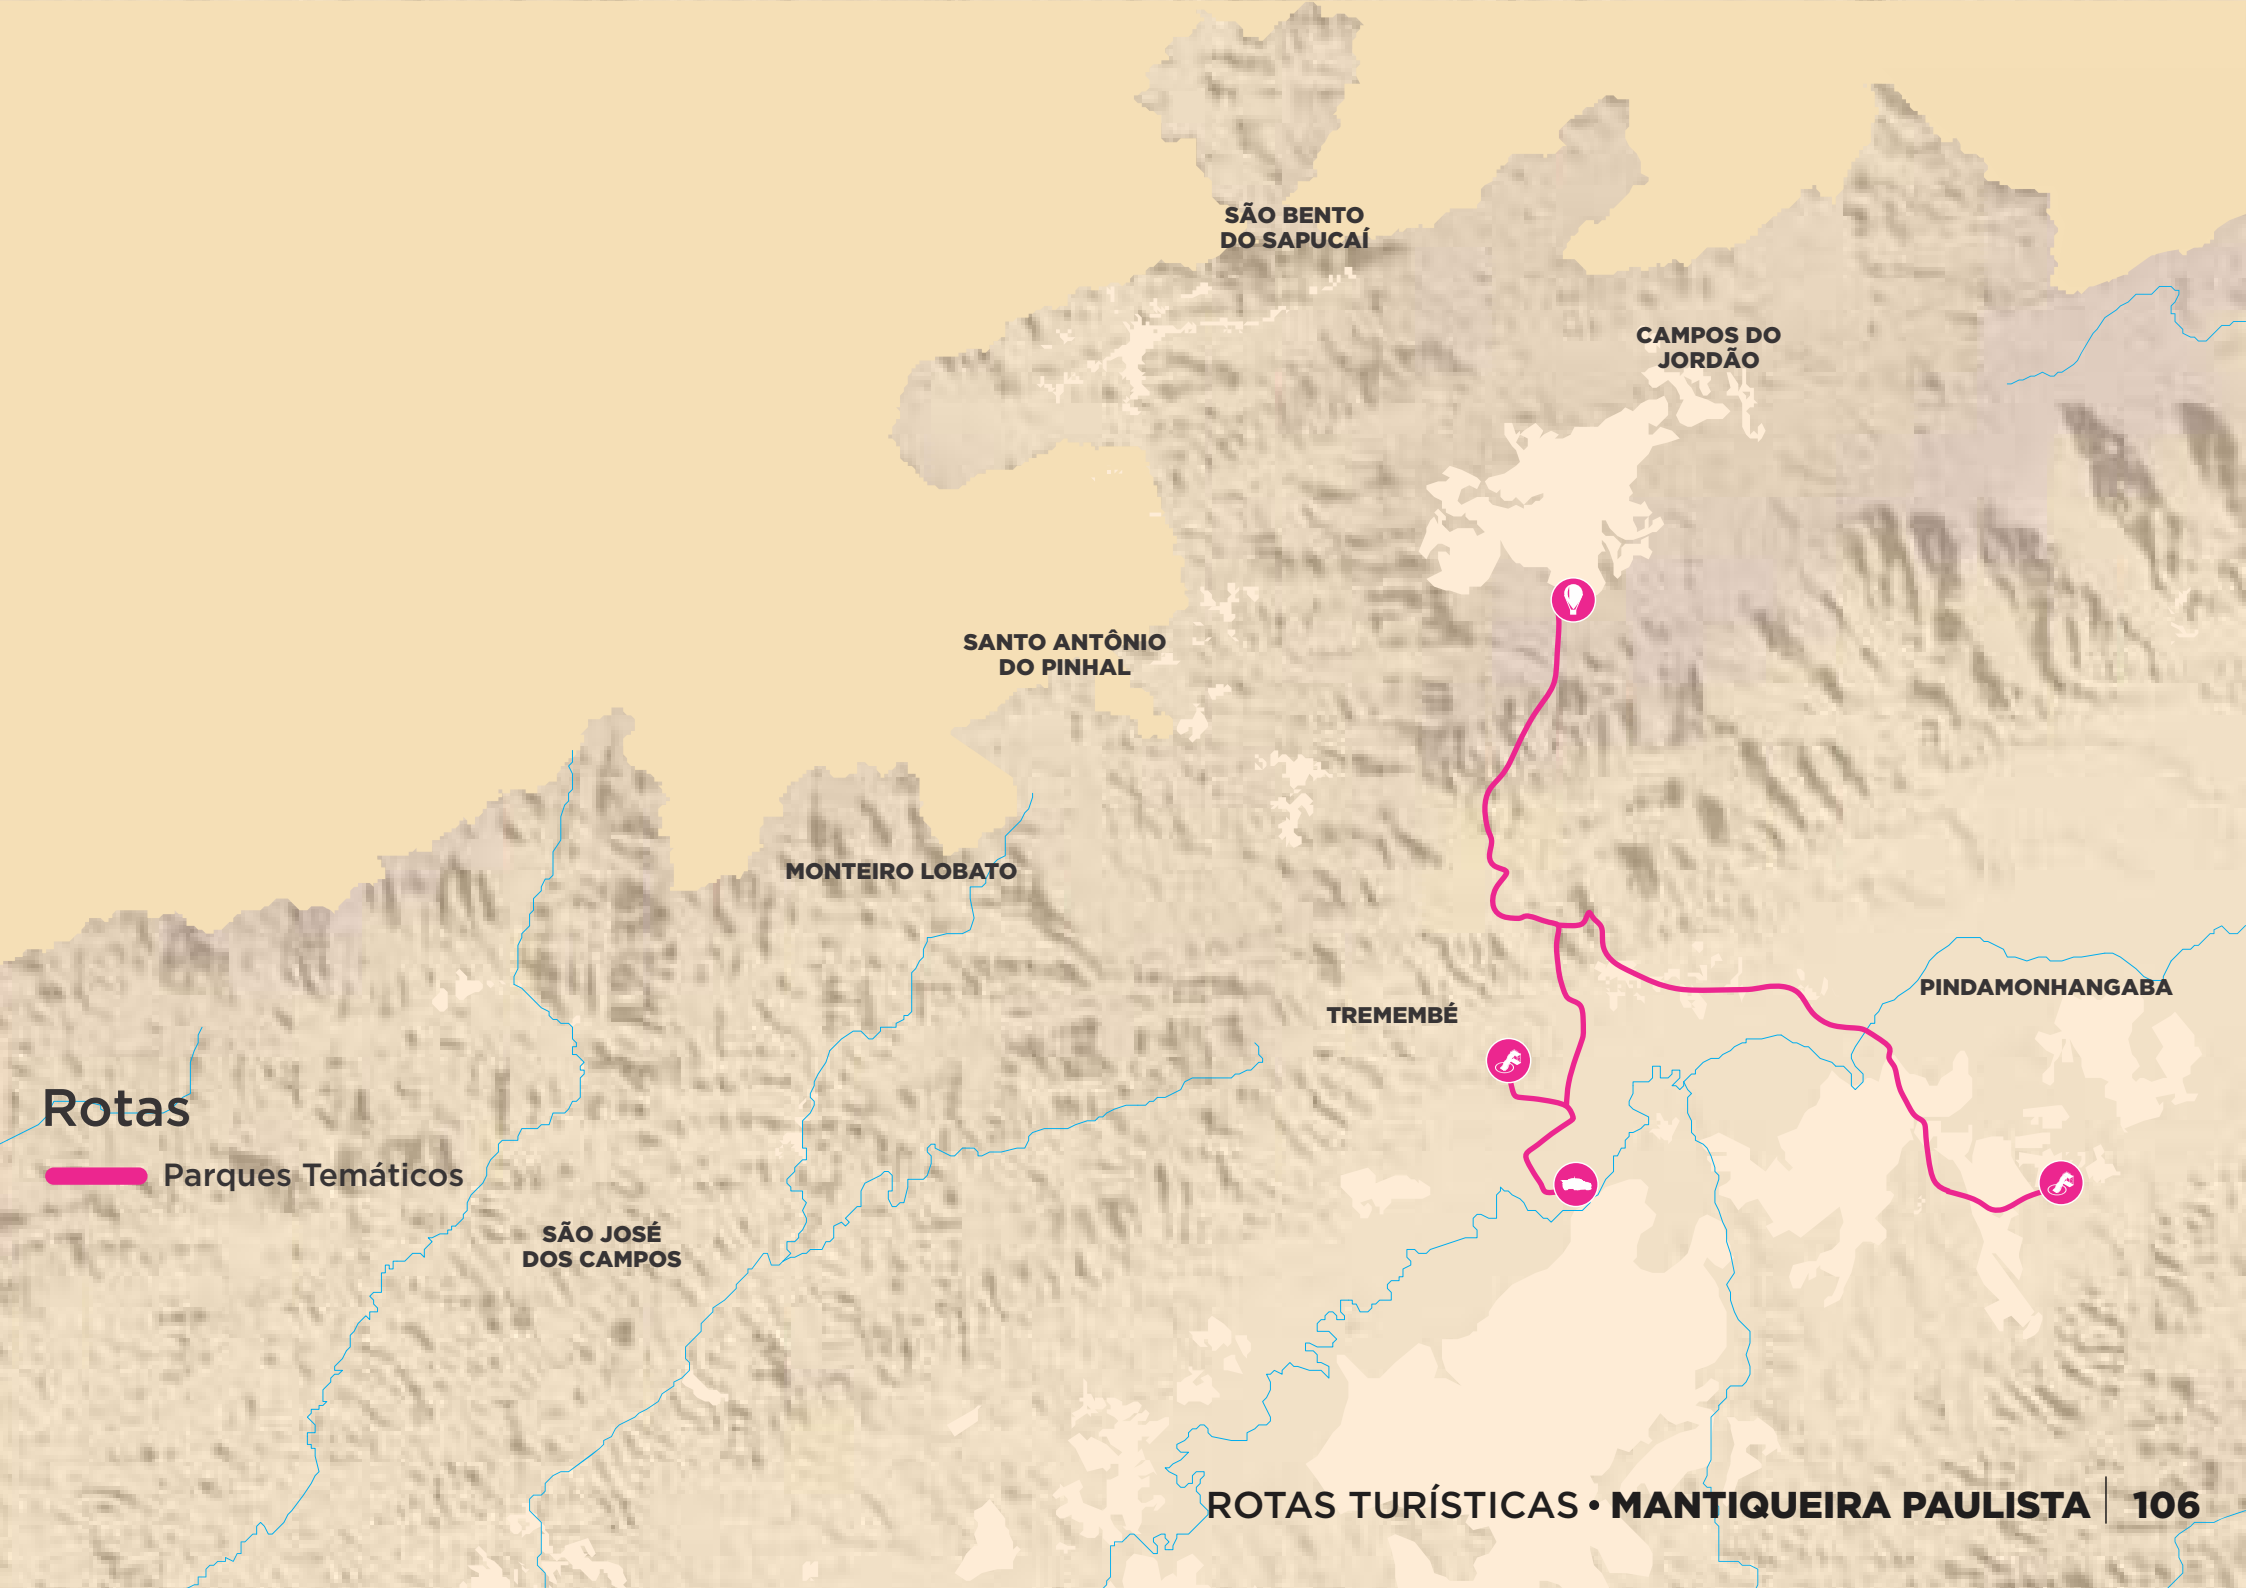 SÃO BENTO
DO SAPUCAÍ
CAMPOS DO
JORDÃO
SANTO ANTÔNIO
DO PINHAL
MONTEIRO LOBATO
PINDAMONHANGABA
TREMEMBÉ
Rotas
Parques Temáticos
SÃO JOSÉ
DOS CAMPOS
ROTAS TURÍSTICAS • MANTIQUEIRA PAULISTA | 106